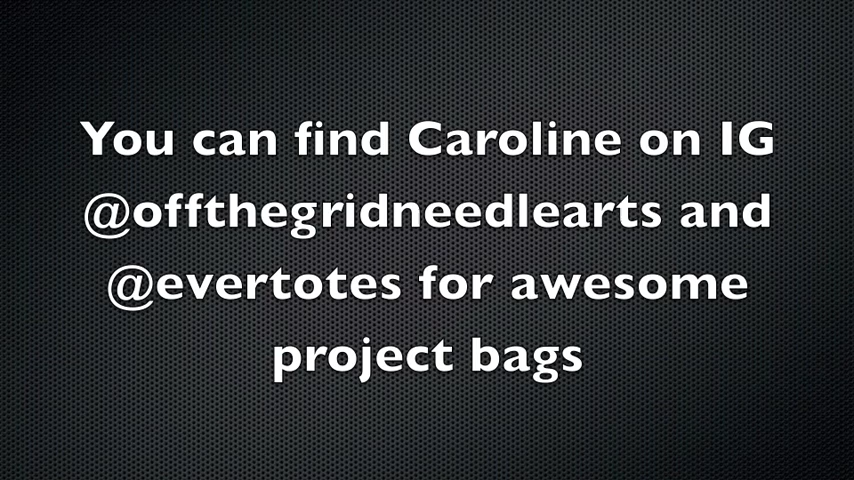 You can find Caroline on IG
@offthegridneedlearts and
@evertotes for awesome
project bags